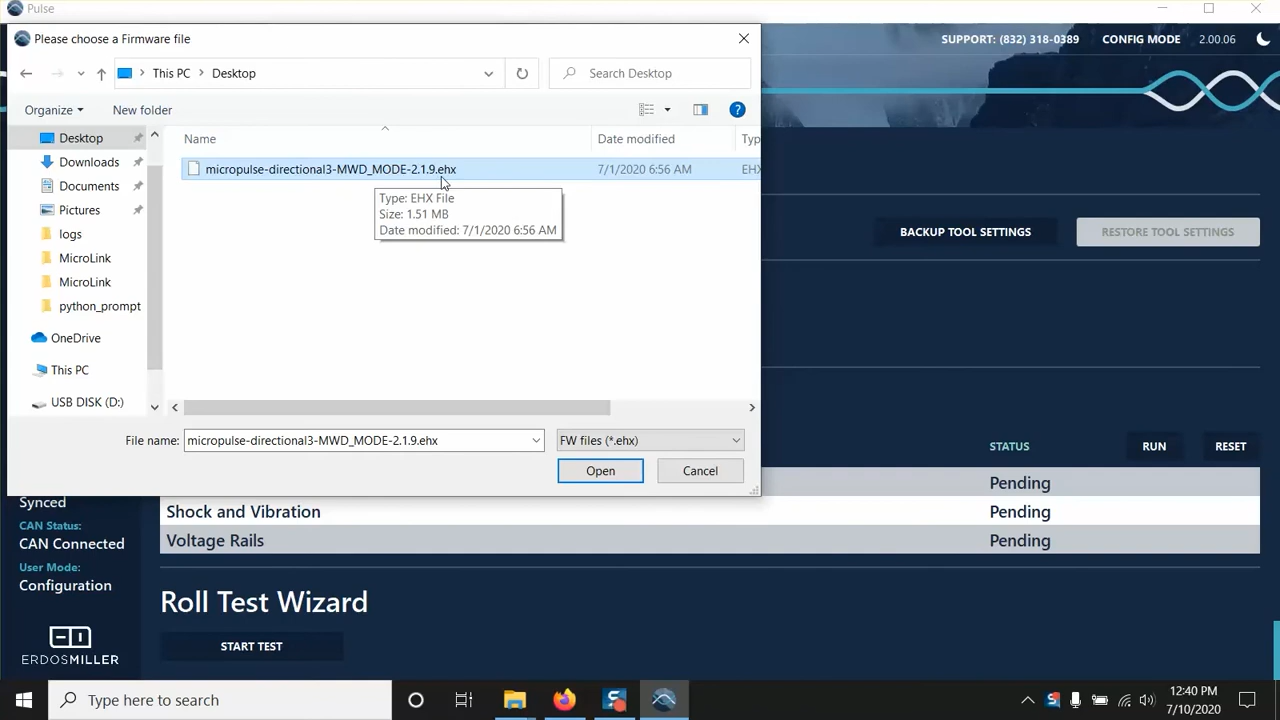 Pulse
Please choose a Firmware file
SUPPORT: (832) 318-0389 CONFIG MODE 2.00.06
This PC > Desktop
Search Desktop
Organize New folder
Name Date modified Typ
Desktop
Downloads
Documents
Pictures
logs
MicroLink
MicroLink
python_prompt
OneDrive
This PC
USB DISK (D:)
micropulse-directional3-MWD_MODE-2.1.9.ehx 7/1/2020 6:56 AM EHX
Type: EHX File
Size: 1.51 MB
Date modified: 7/1/2020 6:56 AM
BACKUP TOOL SETTINGS RESTORE TOOL SETTINGS
File name: micropulse-directional3-MWD_MODE-2.1.9.ehx FW files (*.ehx)
Open Cancel
STATUS RUN RESET
Pending
Shock and Vibration Pending
Voltage Rails Pending
Synced
CAN Status:
CAN Connected
User Mode:
Configuration
ERDOSMILLER
Roll Test Wizard
START TEST
Type here to search
12:40 PM
7/10/2020